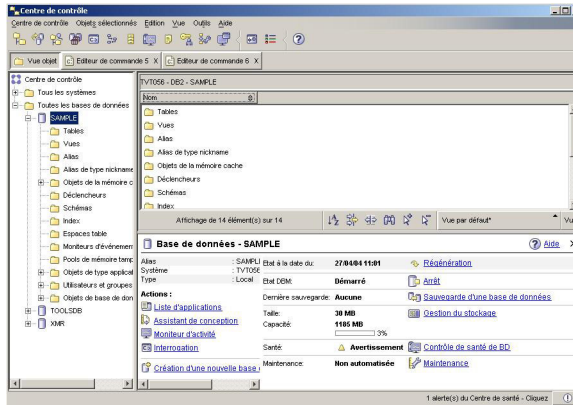 Centre de contrôle
Centre de contrôle Objets sélectionnés Edition Vue Outils Aide
Vue objet Editeur de commande 5 X Editeur de commande 6 X
Centre de contrôle
Tous les systèmes
Toutes les bases de données
SAMPLE
Tables
Vues
Alias
Alias de type nickname
Objets de la mémoire c
Déclencheurs
Schémas
Index
Espaces table
Moniteurs d'événemen
Pools de mémoire tamp
Objets de type applicat
Utilisateurs et groupes
Objets de base de don
TOOLSDB
XMR
TVT056 - DB2 - SAMPLE
Nom
Tables
Vues
Alias
Alias de type nickname
Objets de la mémoire cache
Déclencheurs
Schémas
Index
Affichage de 14 élément(s) sur 14 Vue par défaut* Vu
Base de données - SAMPLE Aide X
Alias : SAMPL
Système : TVT056
Type : Local
Actions :
Liste d'applications
Assistant de conception
Moniteur d'activité
Interrogation
Création d'une nouvelle base
Etat à la date du: 27/04/04 11:01 Régénération
Etat DBM: Démarré Arrêt
Dernière sauvegarde: Aucune Sauvegarde d'une base de données
Taille: 38 MB Gestion du stockage
Capacité: 1185 MB
3%
Santé: Avertissement Contrôle de santé de BD
Maintenance: Non automatisée Maintenance
1 alerte(s) du Centre de santé - Cliquez